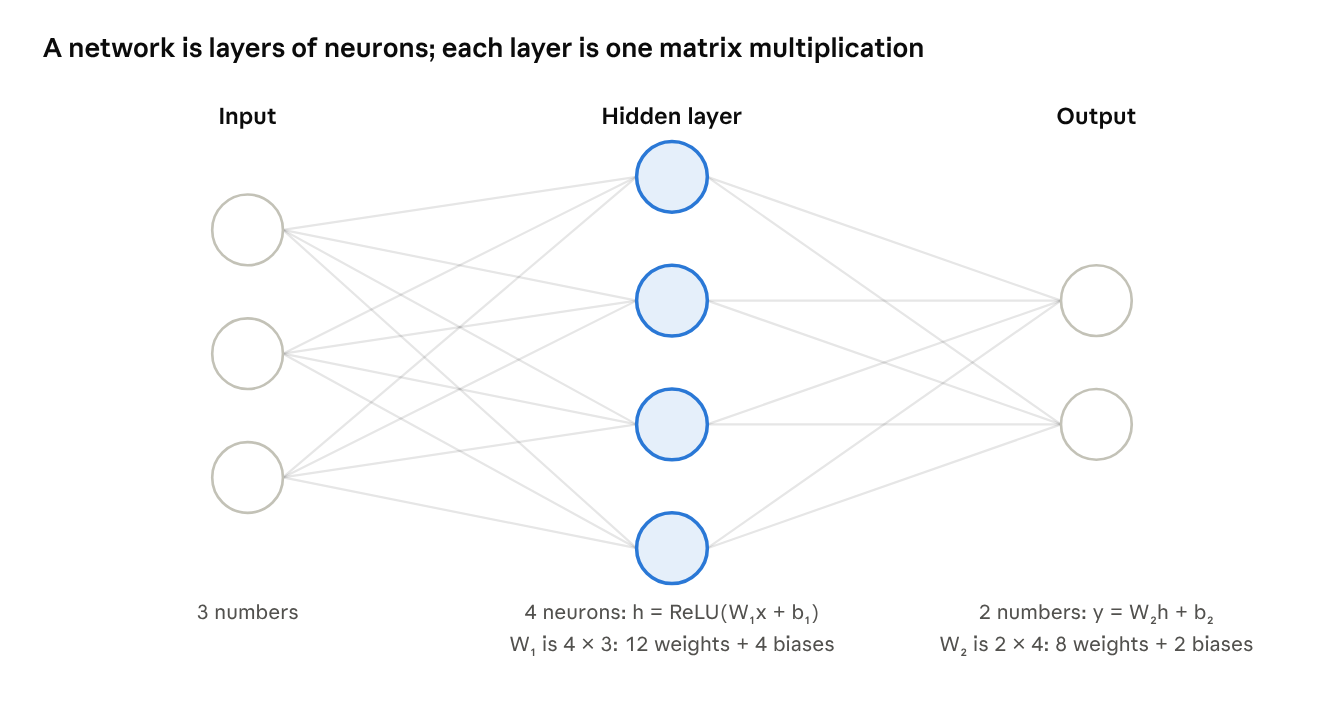 A network is layers of neurons; each layer is one matrix multiplication
Input
Hidden layer
Output
3 numbers
4 neurons: h = ReLU(W₁x + b₁)
W₁ is 4 × 3: 12 weights + 4 biases
2 numbers: y = W₂h + b₂
W₂ is 2 × 4: 8 weights + 2 biases